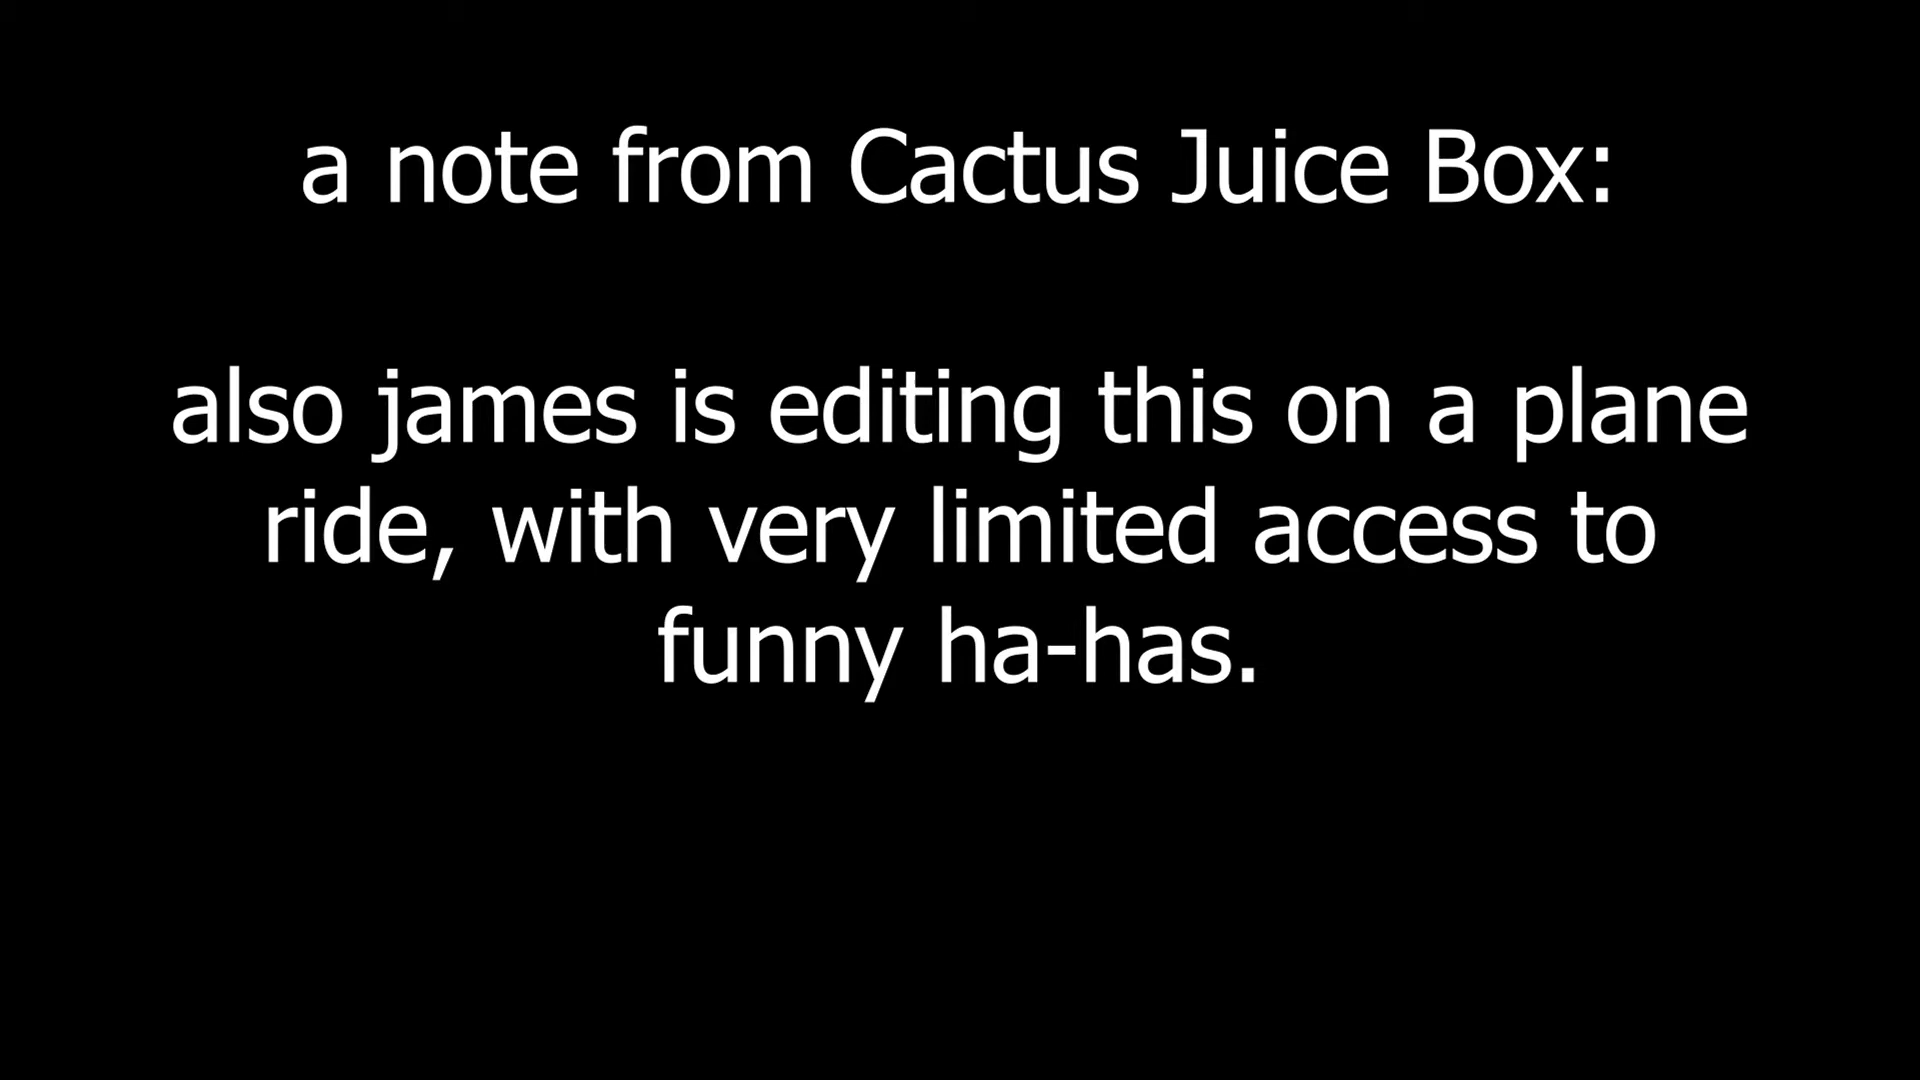 a note from Cactus Juice Box:
also james is editing this on a plane
ride, with very limited access to
funny ha-has.